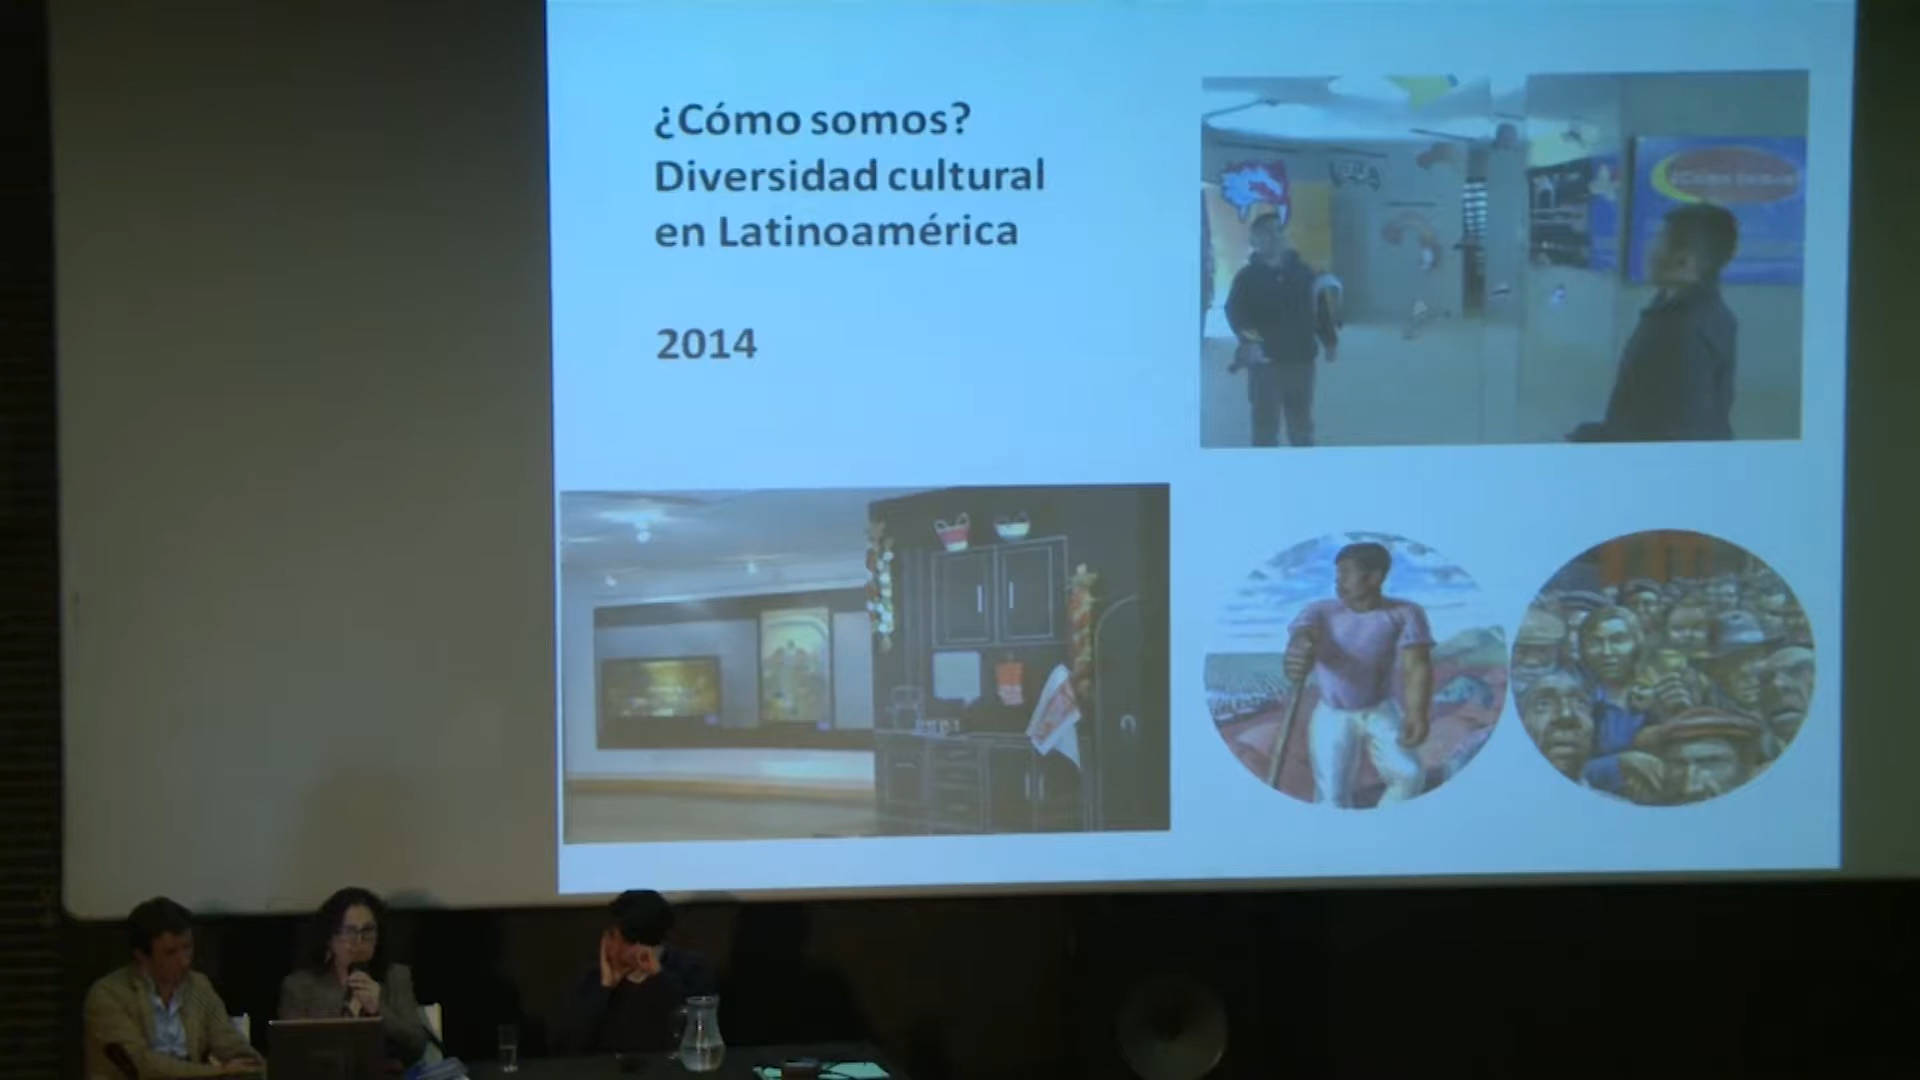 ¿Cómo somos?
Diversidad cultural
en Latinoamérica
2014